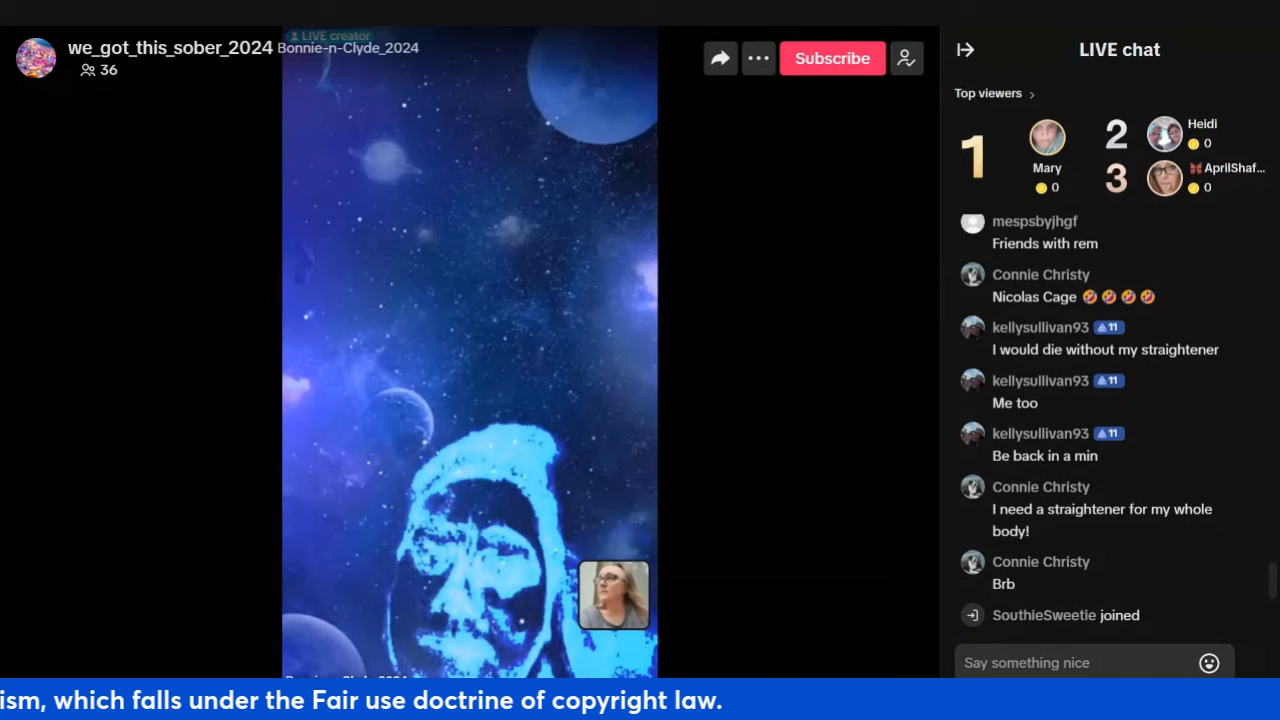 LIVE creator
we_got_this_sober_2024 Bonnie-n-Clyde_2024
36
Subscribe
LIVE chat
Top viewers
1
Mary
0
2
Heidi
0
3
AprilShaf...
0
mespsbyjhgf
Friends with rem
Connie Christy
Nicolas Cage 🤣 🤣 🤣 🤣
kellysullivan93 11
I would die without my straightener
kellysullivan93 11
Me too
kellysullivan93 11
Be back in a min
Connie Christy
I need a straightener for my whole
body!
Connie Christy
Brb
SouthieSweetie joined
Say something nice
ism, which falls under the Fair use doctrine of copyright law.